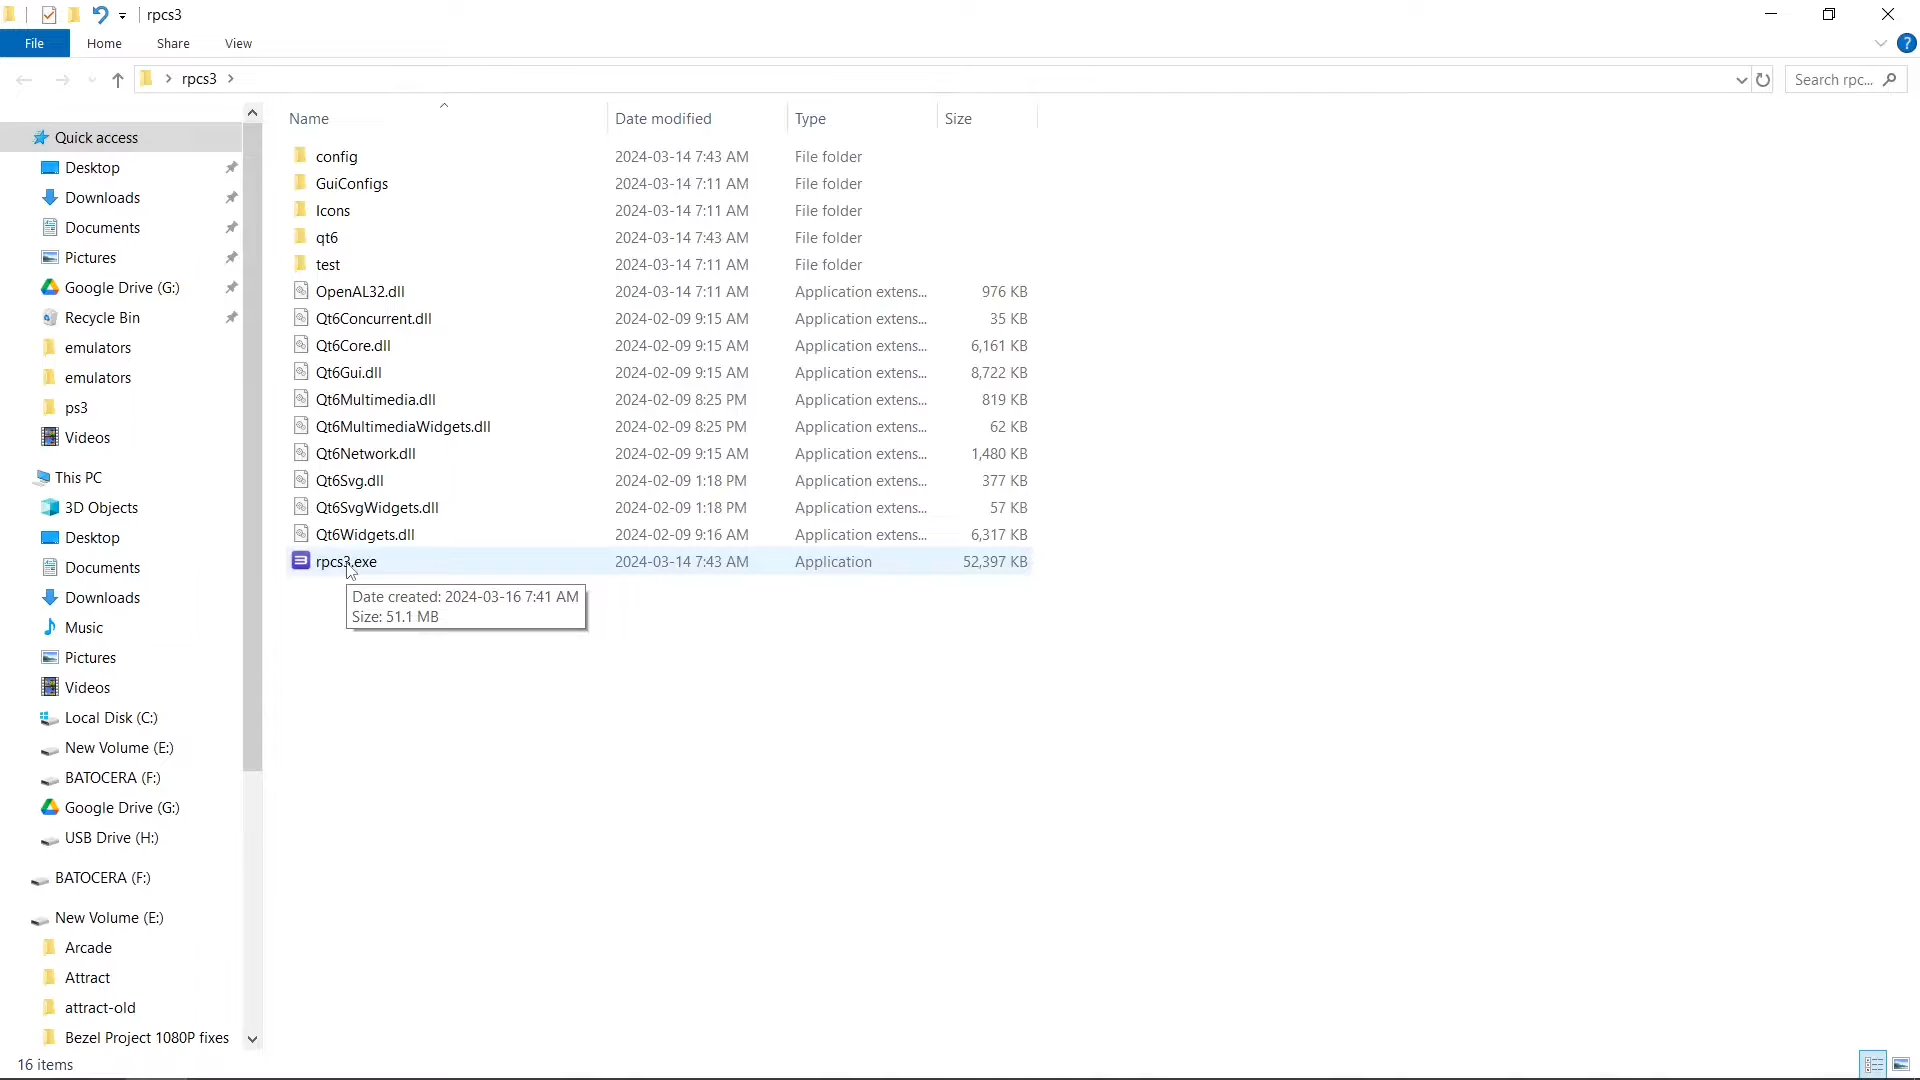 rpcs3
File Home Share View
rpcs3
Search rpc...
Name Date modified Type Size
Quick access
Desktop
Downloads
Documents
Pictures
Google Drive (G:)
Recycle Bin
emulators
emulators
ps3
Videos
This PC
3D Objects
Desktop
Documents
Downloads
Music
Pictures
Videos
Local Disk (C:)
New Volume (E:)
BATOCERA (F:)
Google Drive (G:)
USB Drive (H:)
BATOCERA (F:)
New Volume (E:)
Arcade
Attract
attract-old
Bezel Project 1080P fixes
config 2024-03-14 7:43 AM File folder
GuiConfigs 2024-03-14 7:11 AM File folder
Icons 2024-03-14 7:11 AM File folder
qt6 2024-03-14 7:43 AM File folder
test 2024-03-14 7:11 AM File folder
OpenAL32.dll 2024-03-14 7:11 AM Application extens... 976 KB
Qt6Concurrent.dll 2024-02-09 9:15 AM Application extens... 35 KB
Qt6Core.dll 2024-02-09 9:15 AM Application extens... 6,161 KB
Qt6Gui.dll 2024-02-09 9:15 AM Application extens... 8,722 KB
Qt6Multimedia.dll 2024-02-09 8:25 PM Application extens... 819 KB
Qt6MultimediaWidgets.dll 2024-02-09 8:25 PM Application extens... 62 KB
Qt6Network.dll 2024-02-09 9:15 AM Application extens... 1,480 KB
Qt6Svg.dll 2024-02-09 1:18 PM Application extens... 377 KB
Qt6SvgWidgets.dll 2024-02-09 1:18 PM Application extens... 57 KB
Qt6Widgets.dll 2024-02-09 9:16 AM Application extens... 6,317 KB
rpcs3.exe 2024-03-14 7:43 AM Application 52,397 KB
Date created: 2024-03-16 7:41 AM
Size: 51.1 MB
16 items